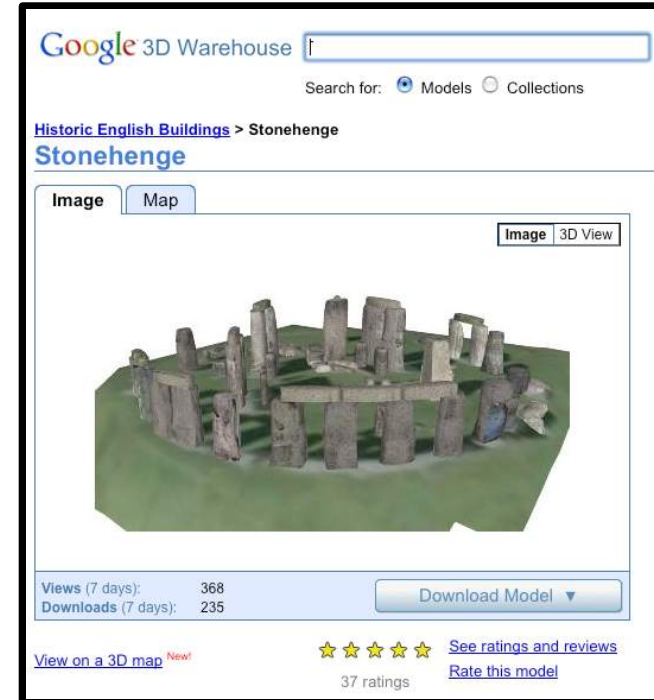 Google 3D Warehouse
Search for: Models Collections
Historic English Buildings > Stonehenge
Stonehenge
Image Map
Image 3D View
Views (7 days): 368
Downloads (7 days): 235
Download Model ▼
View on a 3D map New!
See ratings and reviews
37 ratings
Rate this model